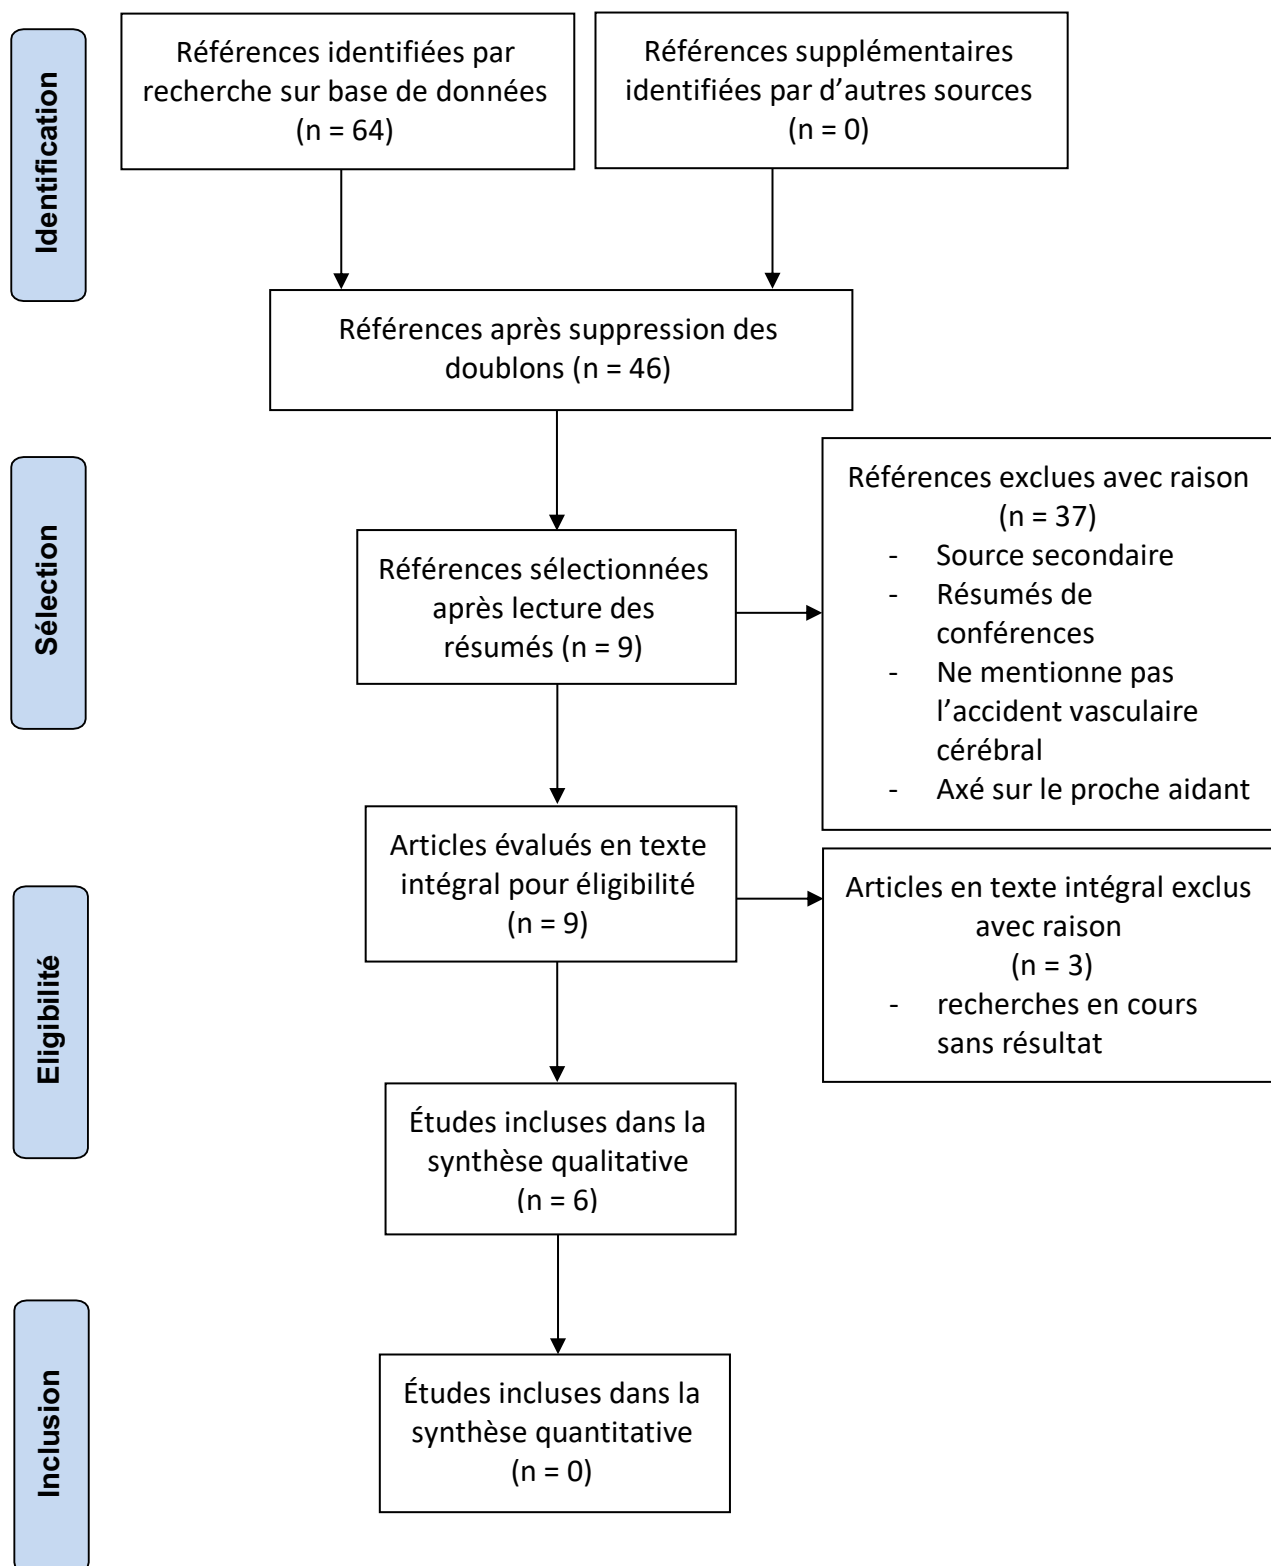 Identification
Références identifiées par
recherche sur base de données
(n = 64)
Références supplémentaires
identifiées par d’autres sources
(n = 0)
Références après suppression des
doublons (n = 46)
Sélection
Références sélectionnées
après lecture des
résumés (n = 9)
Références exclues avec raison
(n = 37)
- Source secondaire
- Résumés de
conférences
- Ne mentionne pas
l’accident vasculaire
cérébral
- Axé sur le proche aidant
Eligibilité
Articles évalués en texte
intégral pour éligibilité
(n = 9)
Articles en texte intégral exclus
avec raison
(n = 3)
- recherches en cours
sans résultat
Études incluses dans la
synthèse qualitative
(n = 6)
Inclusion
Études incluses dans la
synthèse quantitative
(n = 0)